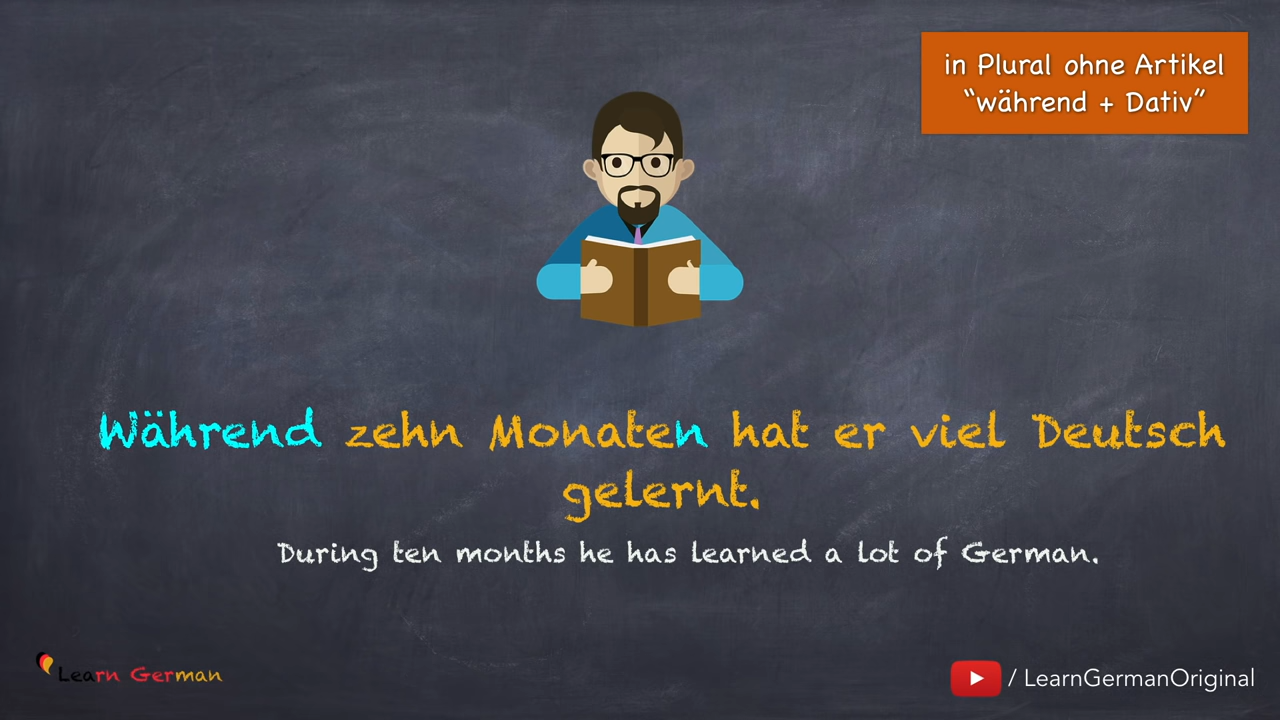 in Plural ohne Artikel
“während + Dativ”
Während zehn Monaten hat er viel Deutsch
gelernt.
During ten months he has learned a lot of German.
Learn German
/ LearnGermanOriginal